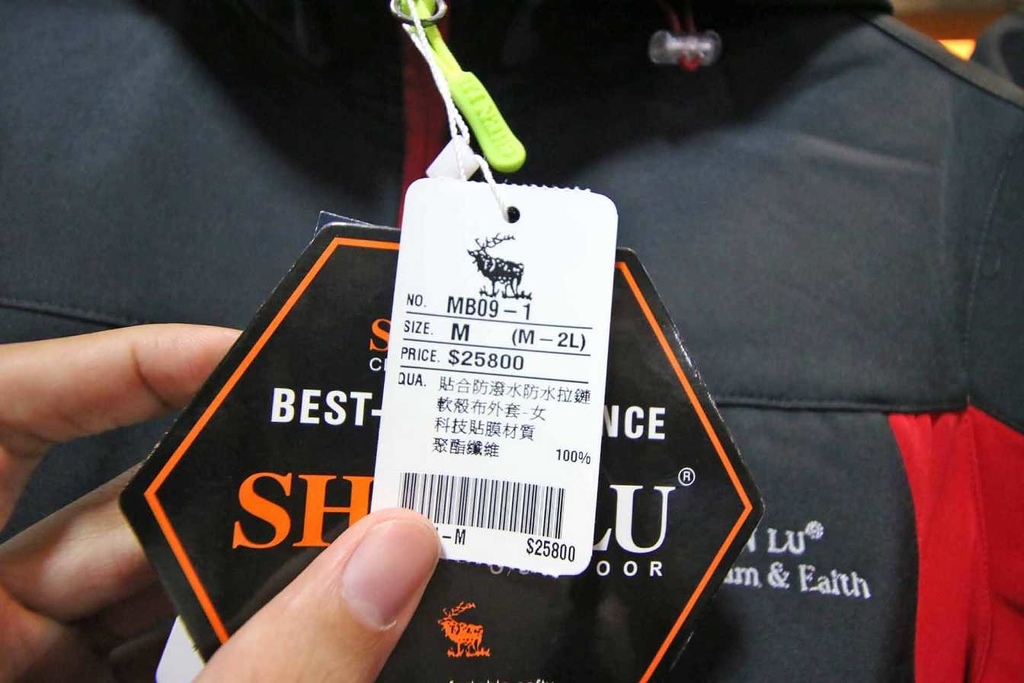 NO. MB09-1
SIZE. M (M-2L)
PRICE. $25800
QUA. 貼合防潑水防水拉鏈
軟殼布外套-女
科技貼膜材質
聚酯纖維 100%
-M $25800
BEST- NCE
SH LU®
OOR
N LU®
m & Ealth